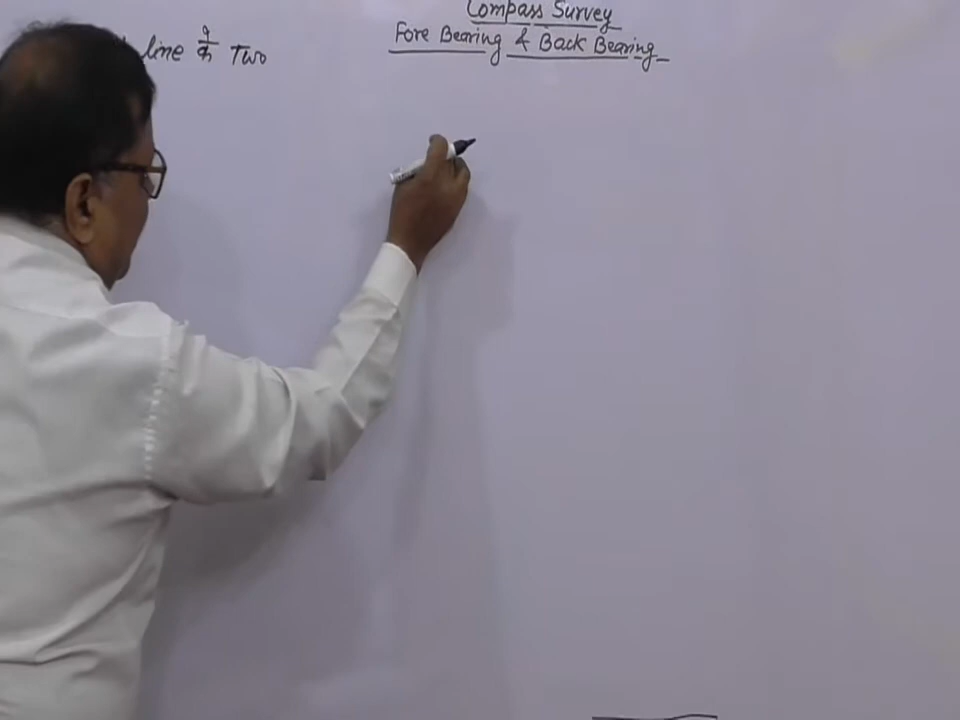 Compass Survey
Fore Bearing & Back Bearing
line में Two